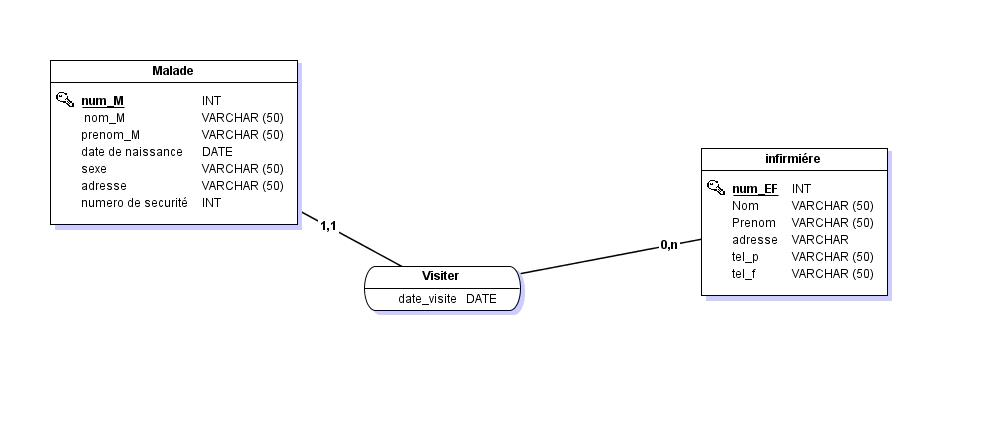 Malade
num_M INT
nom_M VARCHAR (50)
prenom_M VARCHAR (50)
date de naissance DATE
sexe VARCHAR (50)
adresse VARCHAR (50)
numero de securité INT
1,1
Visiter
date_visite DATE
0,n
infirmiére
num_EF INT
Nom VARCHAR (50)
Prenom VARCHAR (50)
adresse VARCHAR
tel_p VARCHAR (50)
tel_f VARCHAR (50)